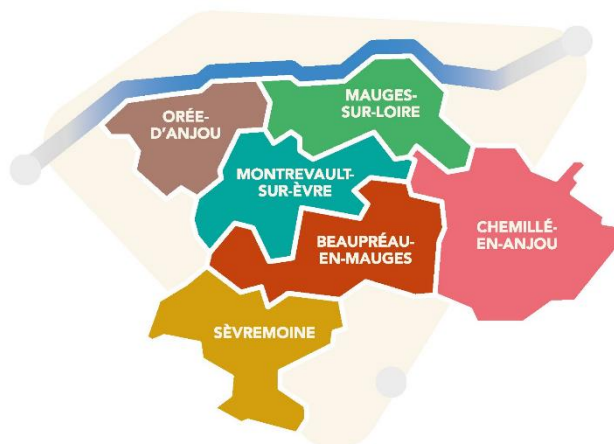 ORÉE-
D'ANJOU
MAUGES-
SUR-LOIRE
MONTREVAULT-
SUR-ÈVRE
BEAUPRÉAU-
EN-MAUGES
CHEMILLÉ-
EN-ANJOU
SÈVREMOINE